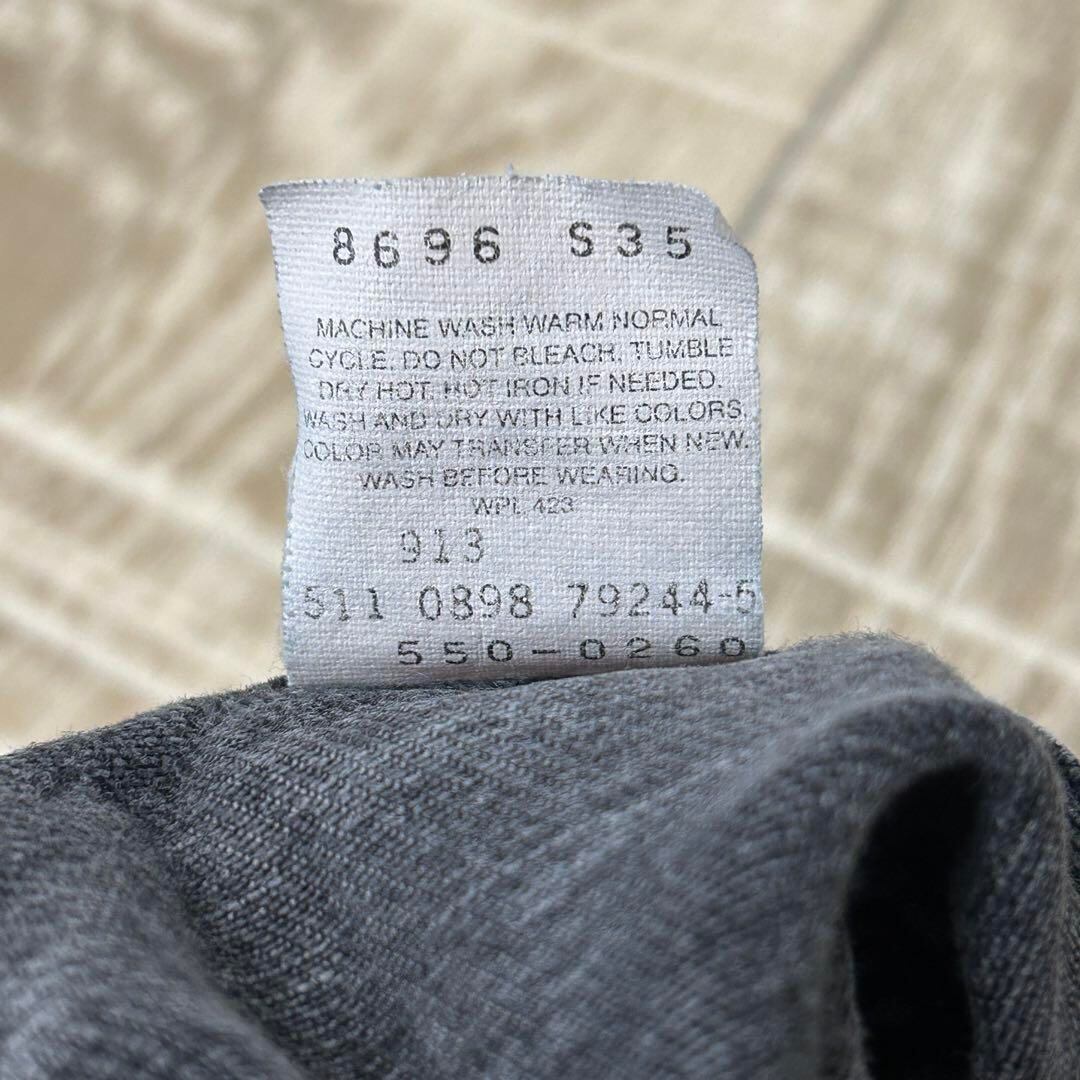 8696 S35
MACHINE WASH WARM NORMAL
CYCLE. DO NOT BLEACH. TUMBLE
DRY HOT. HOT IRON IF NEEDED.
WASH AND DRY WITH LIKE COLORS.
COLOR MAY TRANSFER WHEN NEW.
WASH BEFORE WEARING.
WPL 423
913
511 0898 79244-5
550-0260